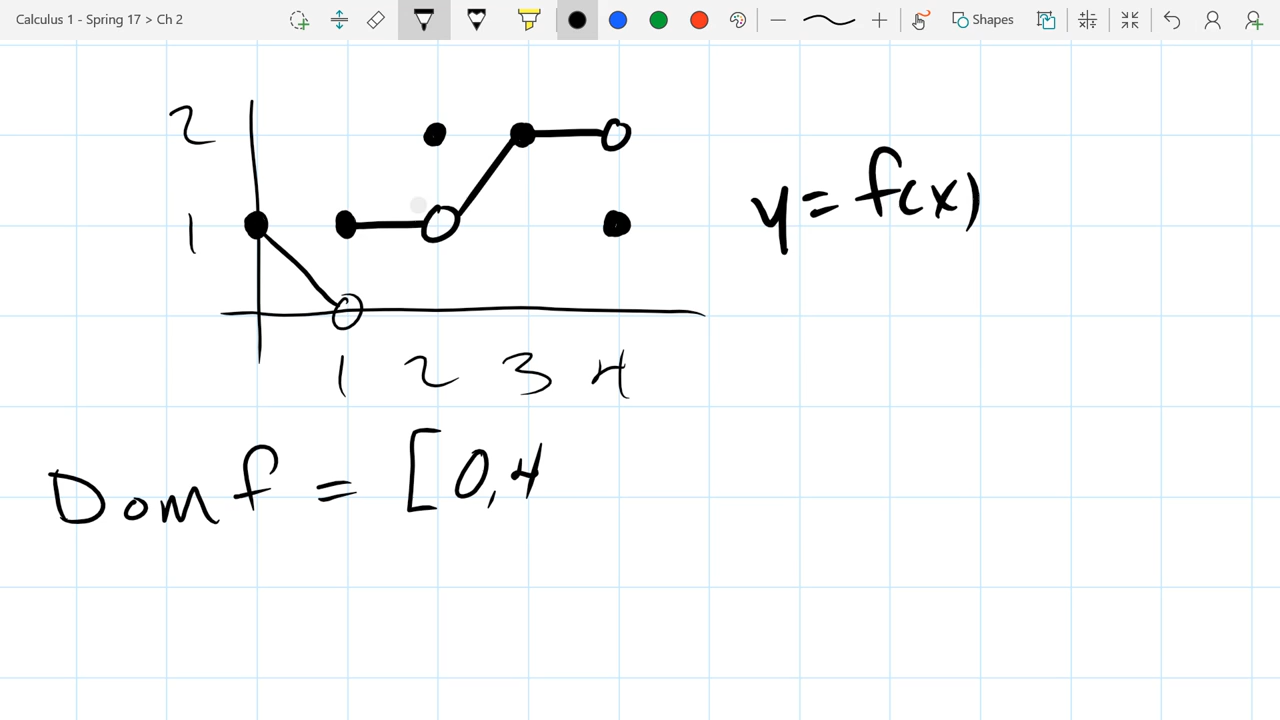 Calculus 1 - Spring 17 > Ch 2
Shapes
2
1
y = f(x)
1 2 3 4
Dom f = [0,4